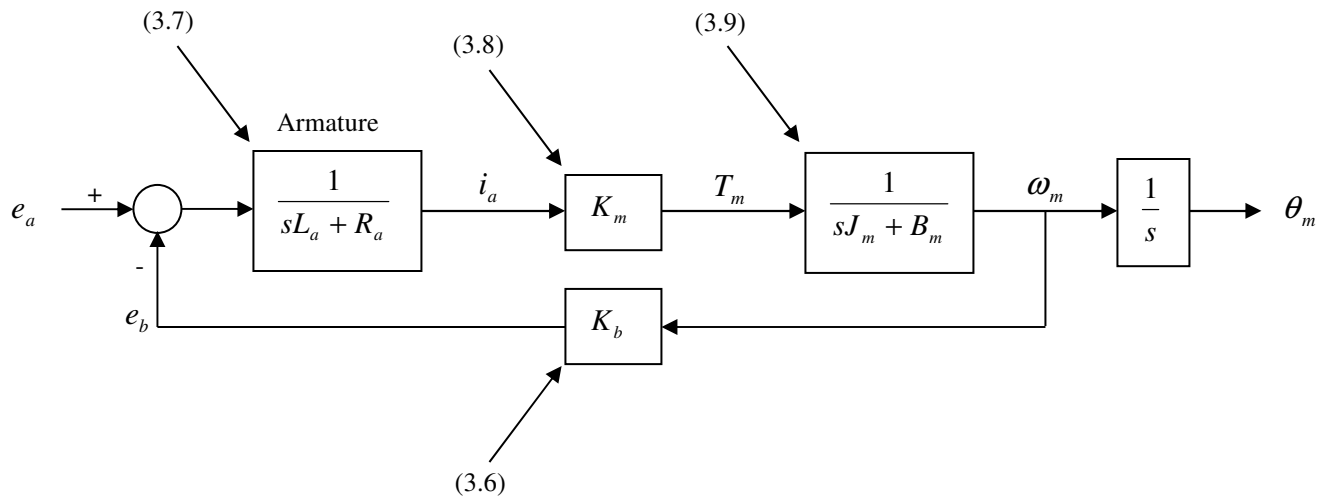 (3.7)
(3.8)
(3.9)
Armature
e_a
+
-
1
sL_a + R_a
i_a
K_m
T_m
1
sJ_m + B_m
ω_m
1
s
θ_m
e_b
K_b
(3.6)